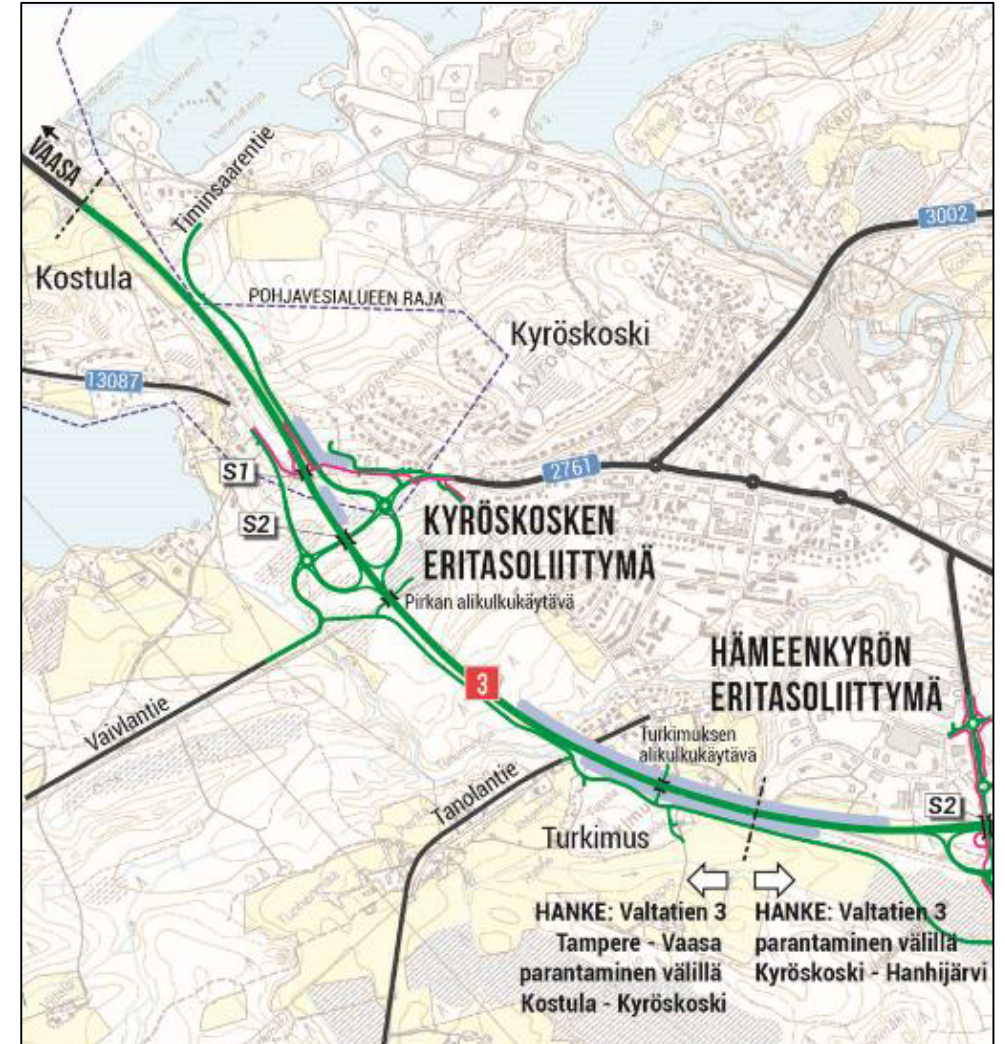 VAASA
Timinsaarentie
3002
Kostula
POHJAVESIALUEEN RAJA
Kyröskoski
13087
2761
S1
S2
KYRÖSKOSKEN
ERITASOLIITTYMÄ
Pirkan alikulkukäytävä
HÄMEENKYRÖN
ERITASOLIITTYMÄ
3
Vaivlantie
Turkimuksen
alikulkukäytävä
Tanolantie
S2
Turkimus
HANKE: Valtatien 3
Tampere - Vaasa
parantaminen välillä
Kostula - Kyröskoski
HANKE: Valtatien 3
parantaminen välillä
Kyröskoski - Hanhijärvi